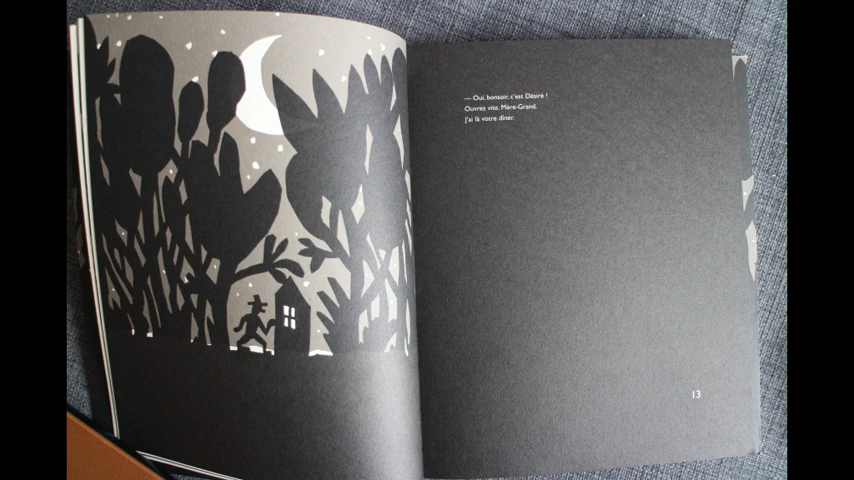 — Oui, bonsoir, c'est Désiré !
Ouvrez vite, Mère-Grand.
J'ai là votre dîner.
13